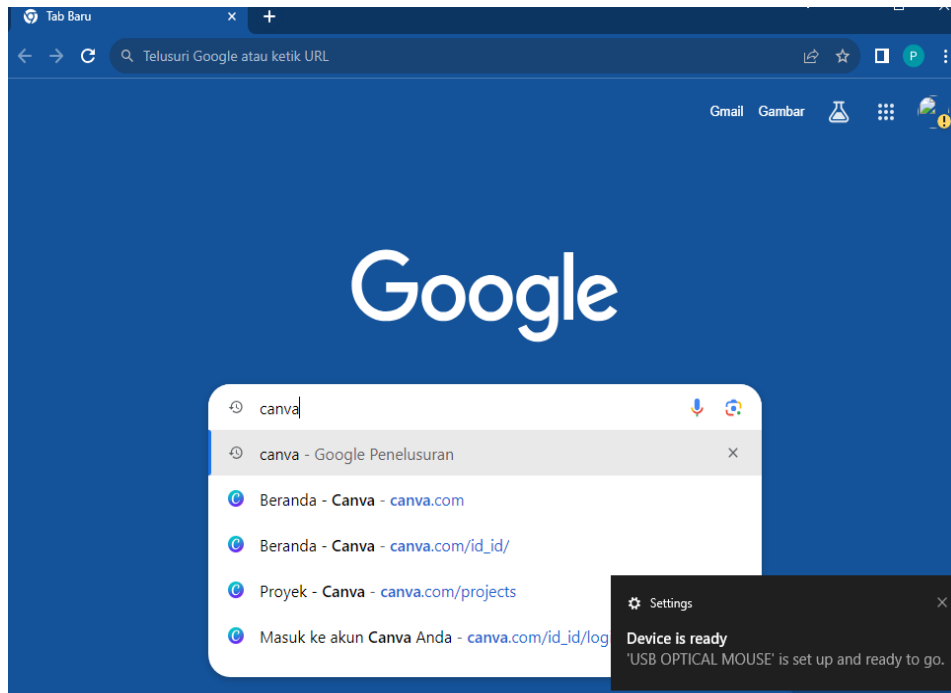 Tab Baru
Telusuri Google atau ketik URL
P
Gmail Gambar
Google
canva
canva - Google Penelusuran
Beranda - Canva - canva.com
Beranda - Canva - canva.com/id_id/
Proyek - Canva - canva.com/projects
Masuk ke akun Canva Anda - canva.com/id_id/log
Settings
Device is ready
'USB OPTICAL MOUSE' is set up and ready to go.